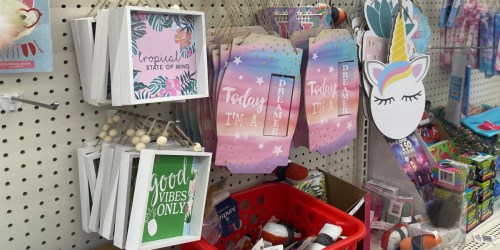 tropical
STATE OF MIND
Today
I'M A
DREAMER
Today
I'M A
DREAMER
good
VIBES
ONLY